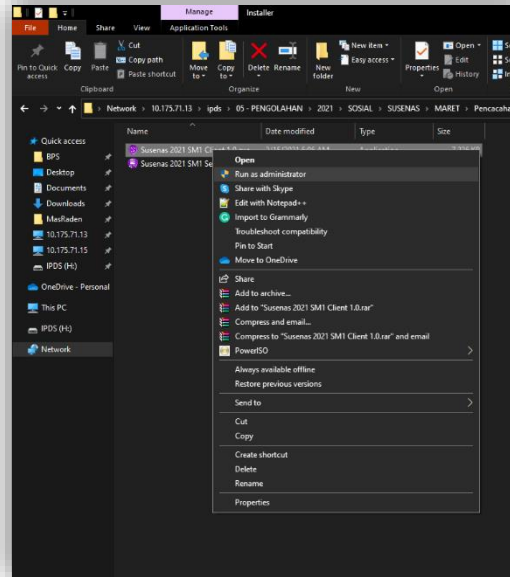 Manage
Installer
File
Home
Share
View
Application Tools
Pin to Quick access
Copy
Paste
Cut
Copy path
Paste shortcut
Move to
Copy to
Delete
Rename
New folder
New item
Easy access
Properties
Open
Edit
History
Clipboard
Organize
New
Open
Network > 10.175.71.13 > ipds > 05 - PENGOLAHAN > 2021 > SOSIAL > SUSENAS > MARET > Pencacaha
Name
Date modified
Type
Size
Quick access
BPS
Desktop
Documents
Downloads
MasRaden
10.175.71.13
10.175.71.15
IPDS (H:)
OneDrive - Personal
This PC
IPDS (H:)
Network
Susenas 2021 SM1 Client 1.0
Susenas 2021 SM1 Se
Open
Run as administrator
Share with Skype
Edit with Notepad++
Import to Grammarly
Troubleshoot compatibility
Pin to Start
Move to OneDrive
Share
Add to archive...
Add to "Susenas 2021 SM1 Client 1.0.rar"
Compress and email...
Compress to "Susenas 2021 SM1 Client 1.0.rar" and email
PowerISO
Always available offline
Restore previous versions
Send to
Cut
Copy
Create shortcut
Delete
Rename
Properties